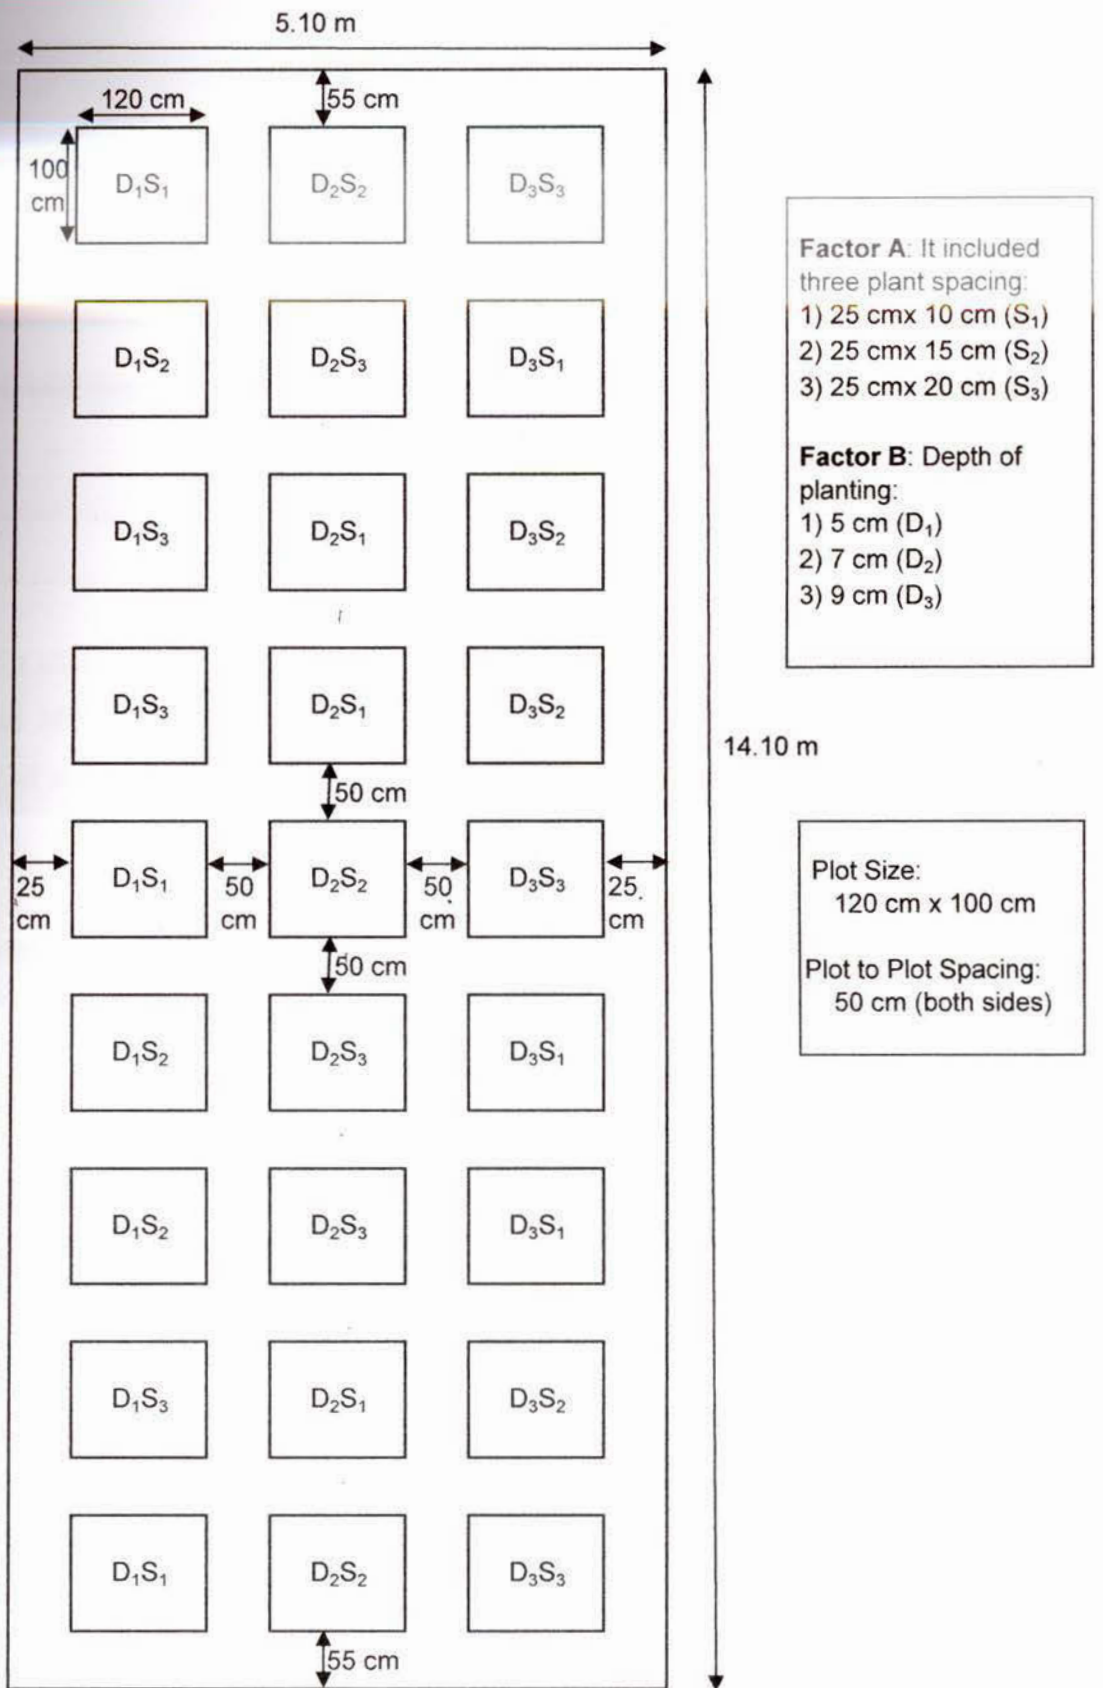 5.10 m
120 cm
55 cm
100
cm
D₁S₁ D₂S₂ D₃S₃
D₁S₂ D₂S₃ D₃S₁
D₁S₃ D₂S₁ D₃S₂
D₁S₃ D₂S₁ D₃S₂
50 cm
D₁S₁ D₂S₂ D₃S₃
25
cm
50
cm
50
cm
25
cm
50 cm
D₁S₂ D₂S₃ D₃S₁
D₁S₂ D₂S₃ D₃S₁
D₁S₃ D₂S₁ D₃S₂
D₁S₁ D₂S₂ D₃S₃
55 cm
14.10 m
Factor A: It included
three plant spacing:
1) 25 cmx 10 cm (S₁)
2) 25 cmx 15 cm (S₂)
3) 25 cmx 20 cm (S₃)
Factor B: Depth of
planting:
1) 5 cm (D₁)
2) 7 cm (D₂)
3) 9 cm (D₃)
Plot Size:
120 cm x 100 cm
Plot to Plot Spacing:
50 cm (both sides)